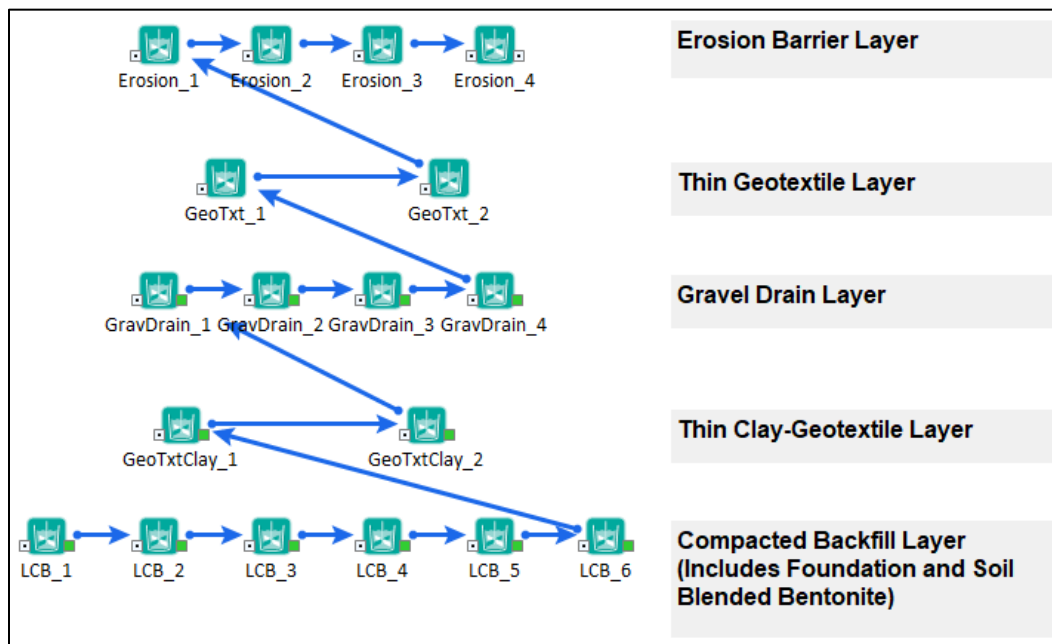 Erosion_1 Erosion_2 Erosion_3 Erosion_4
Erosion Barrier Layer
GeoTxt_1 GeoTxt_2
Thin Geotextile Layer
GravDrain_1 GravDrain_2 GravDrain_3 GravDrain_4
Gravel Drain Layer
GeoTxtClay_1 GeoTxtClay_2
Thin Clay-Geotextile Layer
LCB_1 LCB_2 LCB_3 LCB_4 LCB_5 LCB_6
Compacted Backfill Layer
(Includes Foundation and Soil
Blended Bentonite)